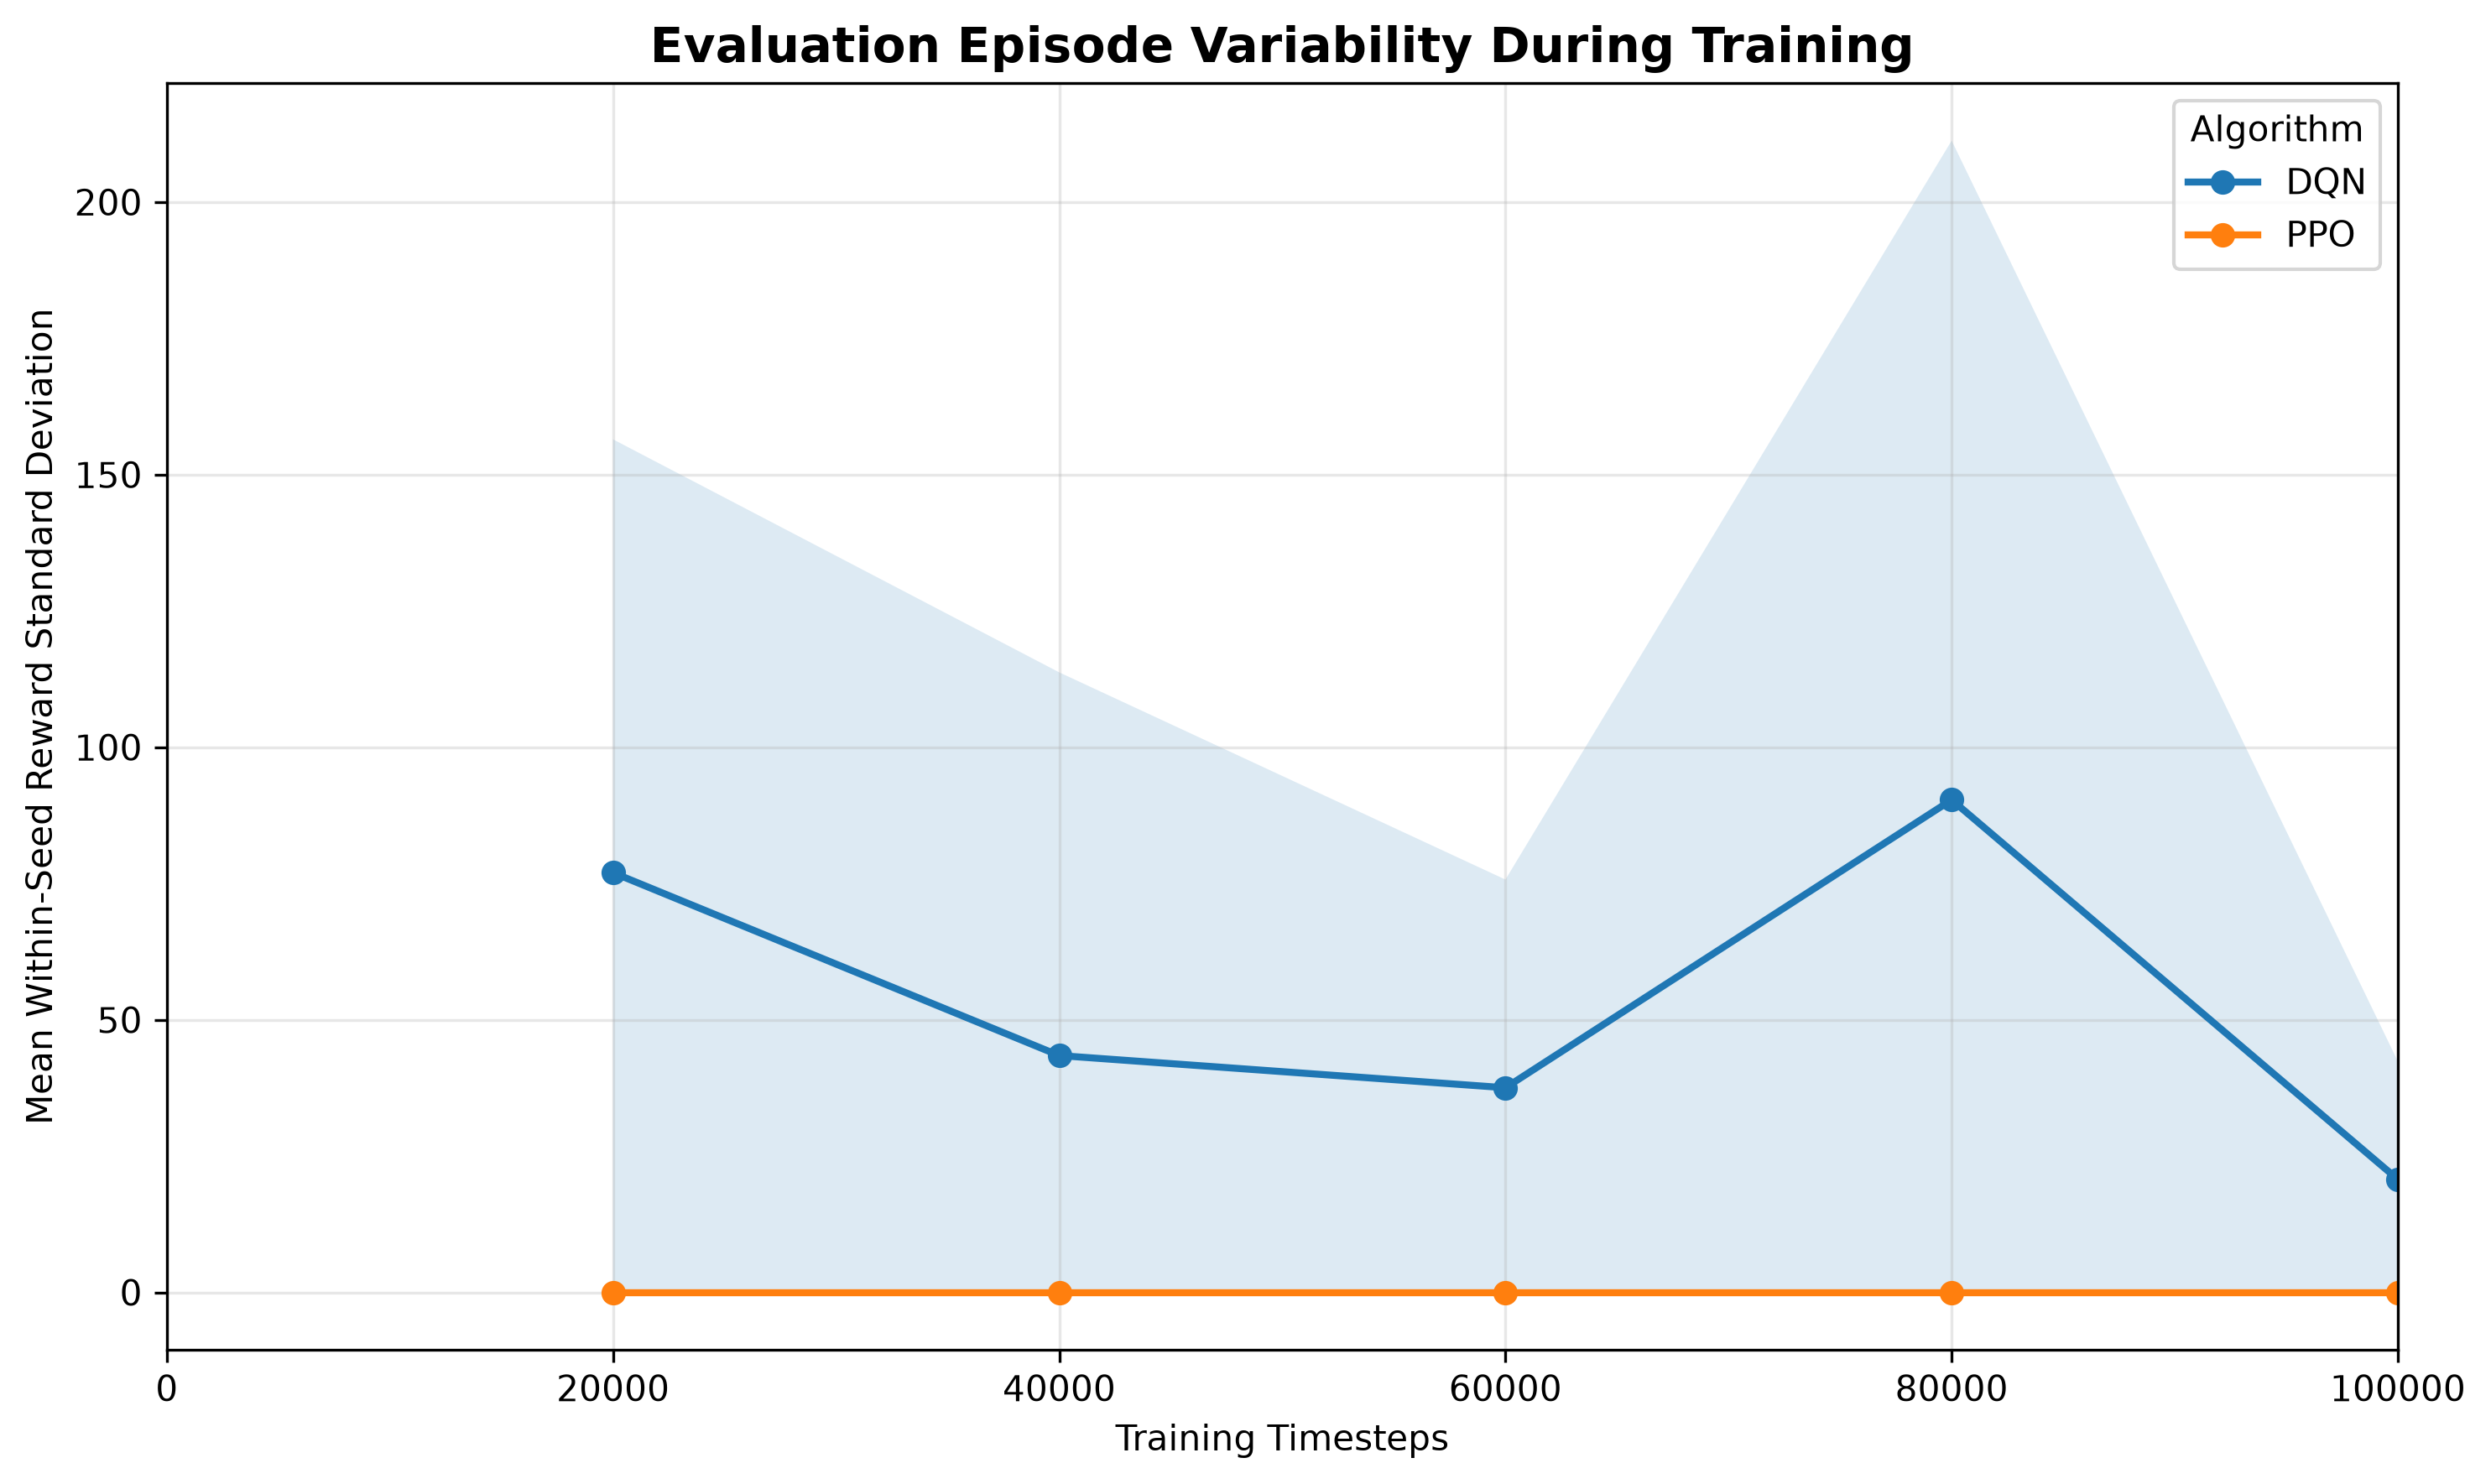 Evaluation Episode Variability During Training
Mean Within-Seed Reward Standard Deviation
200
150
100
50
0
0
20000
40000
60000
80000
100000
Training Timesteps
Algorithm
DQN
PPO